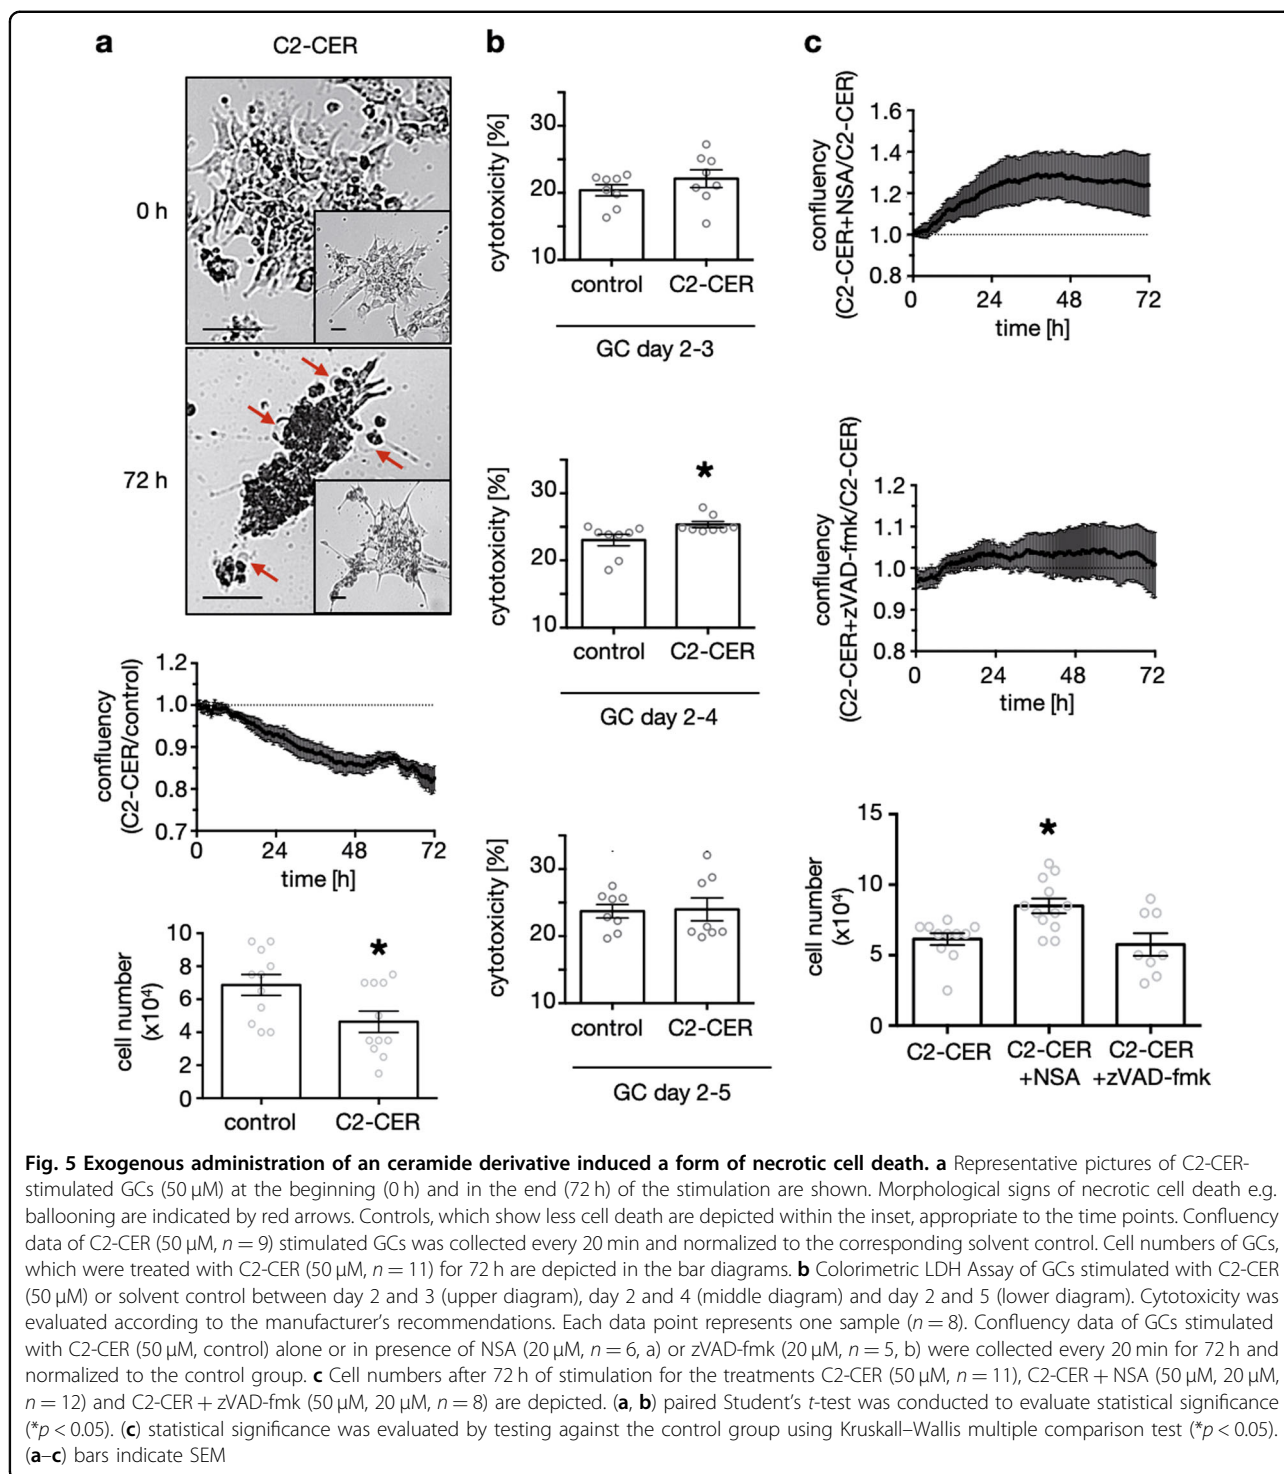 a
C2-CER
0 h
72 h
confluency
(C2-CER/control)
1.2
1.0
0.9
0.8
0.7
0
24
48
72
time [h]
cell number
(x10⁴)
10
8
6
4
2
0
*
control
C2-CER
b
cytotoxicity [%]
30
20
10
control
C2-CER
GC day 2-3
cytotoxicity [%]
30
20
10
*
control
C2-CER
GC day 2-4
cytotoxicity [%]
30
20
10
control
C2-CER
GC day 2-5
c
confluency
(C2-CER+NSA/C2-CER)
1.6
1.4
1.2
1.0
0.8
0
24
48
72
time [h]
confluency
(C2-CER+zVAD-fmk/C2-CER)
1.2
1.1
1.0
0.9
0.8
0
24
48
72
time [h]
cell number
(x10⁴)
15
10
5
0
*
C2-CER
C2-CER
+NSA
C2-CER
+zVAD-fmk
Fig. 5 Exogenous administration of an ceramide derivative induced a form of necrotic cell death. a Representative pictures of C2-CER-
stimulated GCs (50 µM) at the beginning (0 h) and in the end (72 h) of the stimulation are shown. Morphological signs of necrotic cell death e.g.
ballooning are indicated by red arrows. Controls, which show less cell death are depicted within the inset, appropriate to the time points. Confluency
data of C2-CER (50 µM, n = 9) stimulated GCs was collected every 20 min and normalized to the corresponding solvent control. Cell numbers of GCs,
which were treated with C2-CER (50 µM, n = 11) for 72 h are depicted in the bar diagrams. b Colorimetric LDH Assay of GCs stimulated with C2-CER
(50 µM) or solvent control between day 2 and 3 (upper diagram), day 2 and 4 (middle diagram) and day 2 and 5 (lower diagram). Cytotoxicity was
evaluated according to the manufacturer's recommendations. Each data point represents one sample (n = 8). Confluency data of GCs stimulated
with C2-CER (50 µM, control) alone or in presence of NSA (20 µM, n = 6, a) or zVAD-fmk (20 µM, n = 5, b) were collected every 20 min for 72 h and
normalized to the control group. c Cell numbers after 72 h of stimulation for the treatments C2-CER (50 µM, n = 11), C2-CER + NSA (50 µM, 20 µM,
n = 12) and C2-CER + zVAD-fmk (50 µM, 20 µM, n = 8) are depicted. (a, b) paired Student's t-test was conducted to evaluate statistical significance
(*p < 0.05). (c) statistical significance was evaluated by testing against the control group using Kruskall–Wallis multiple comparison test (*p < 0.05).
(a–c) bars indicate SEM